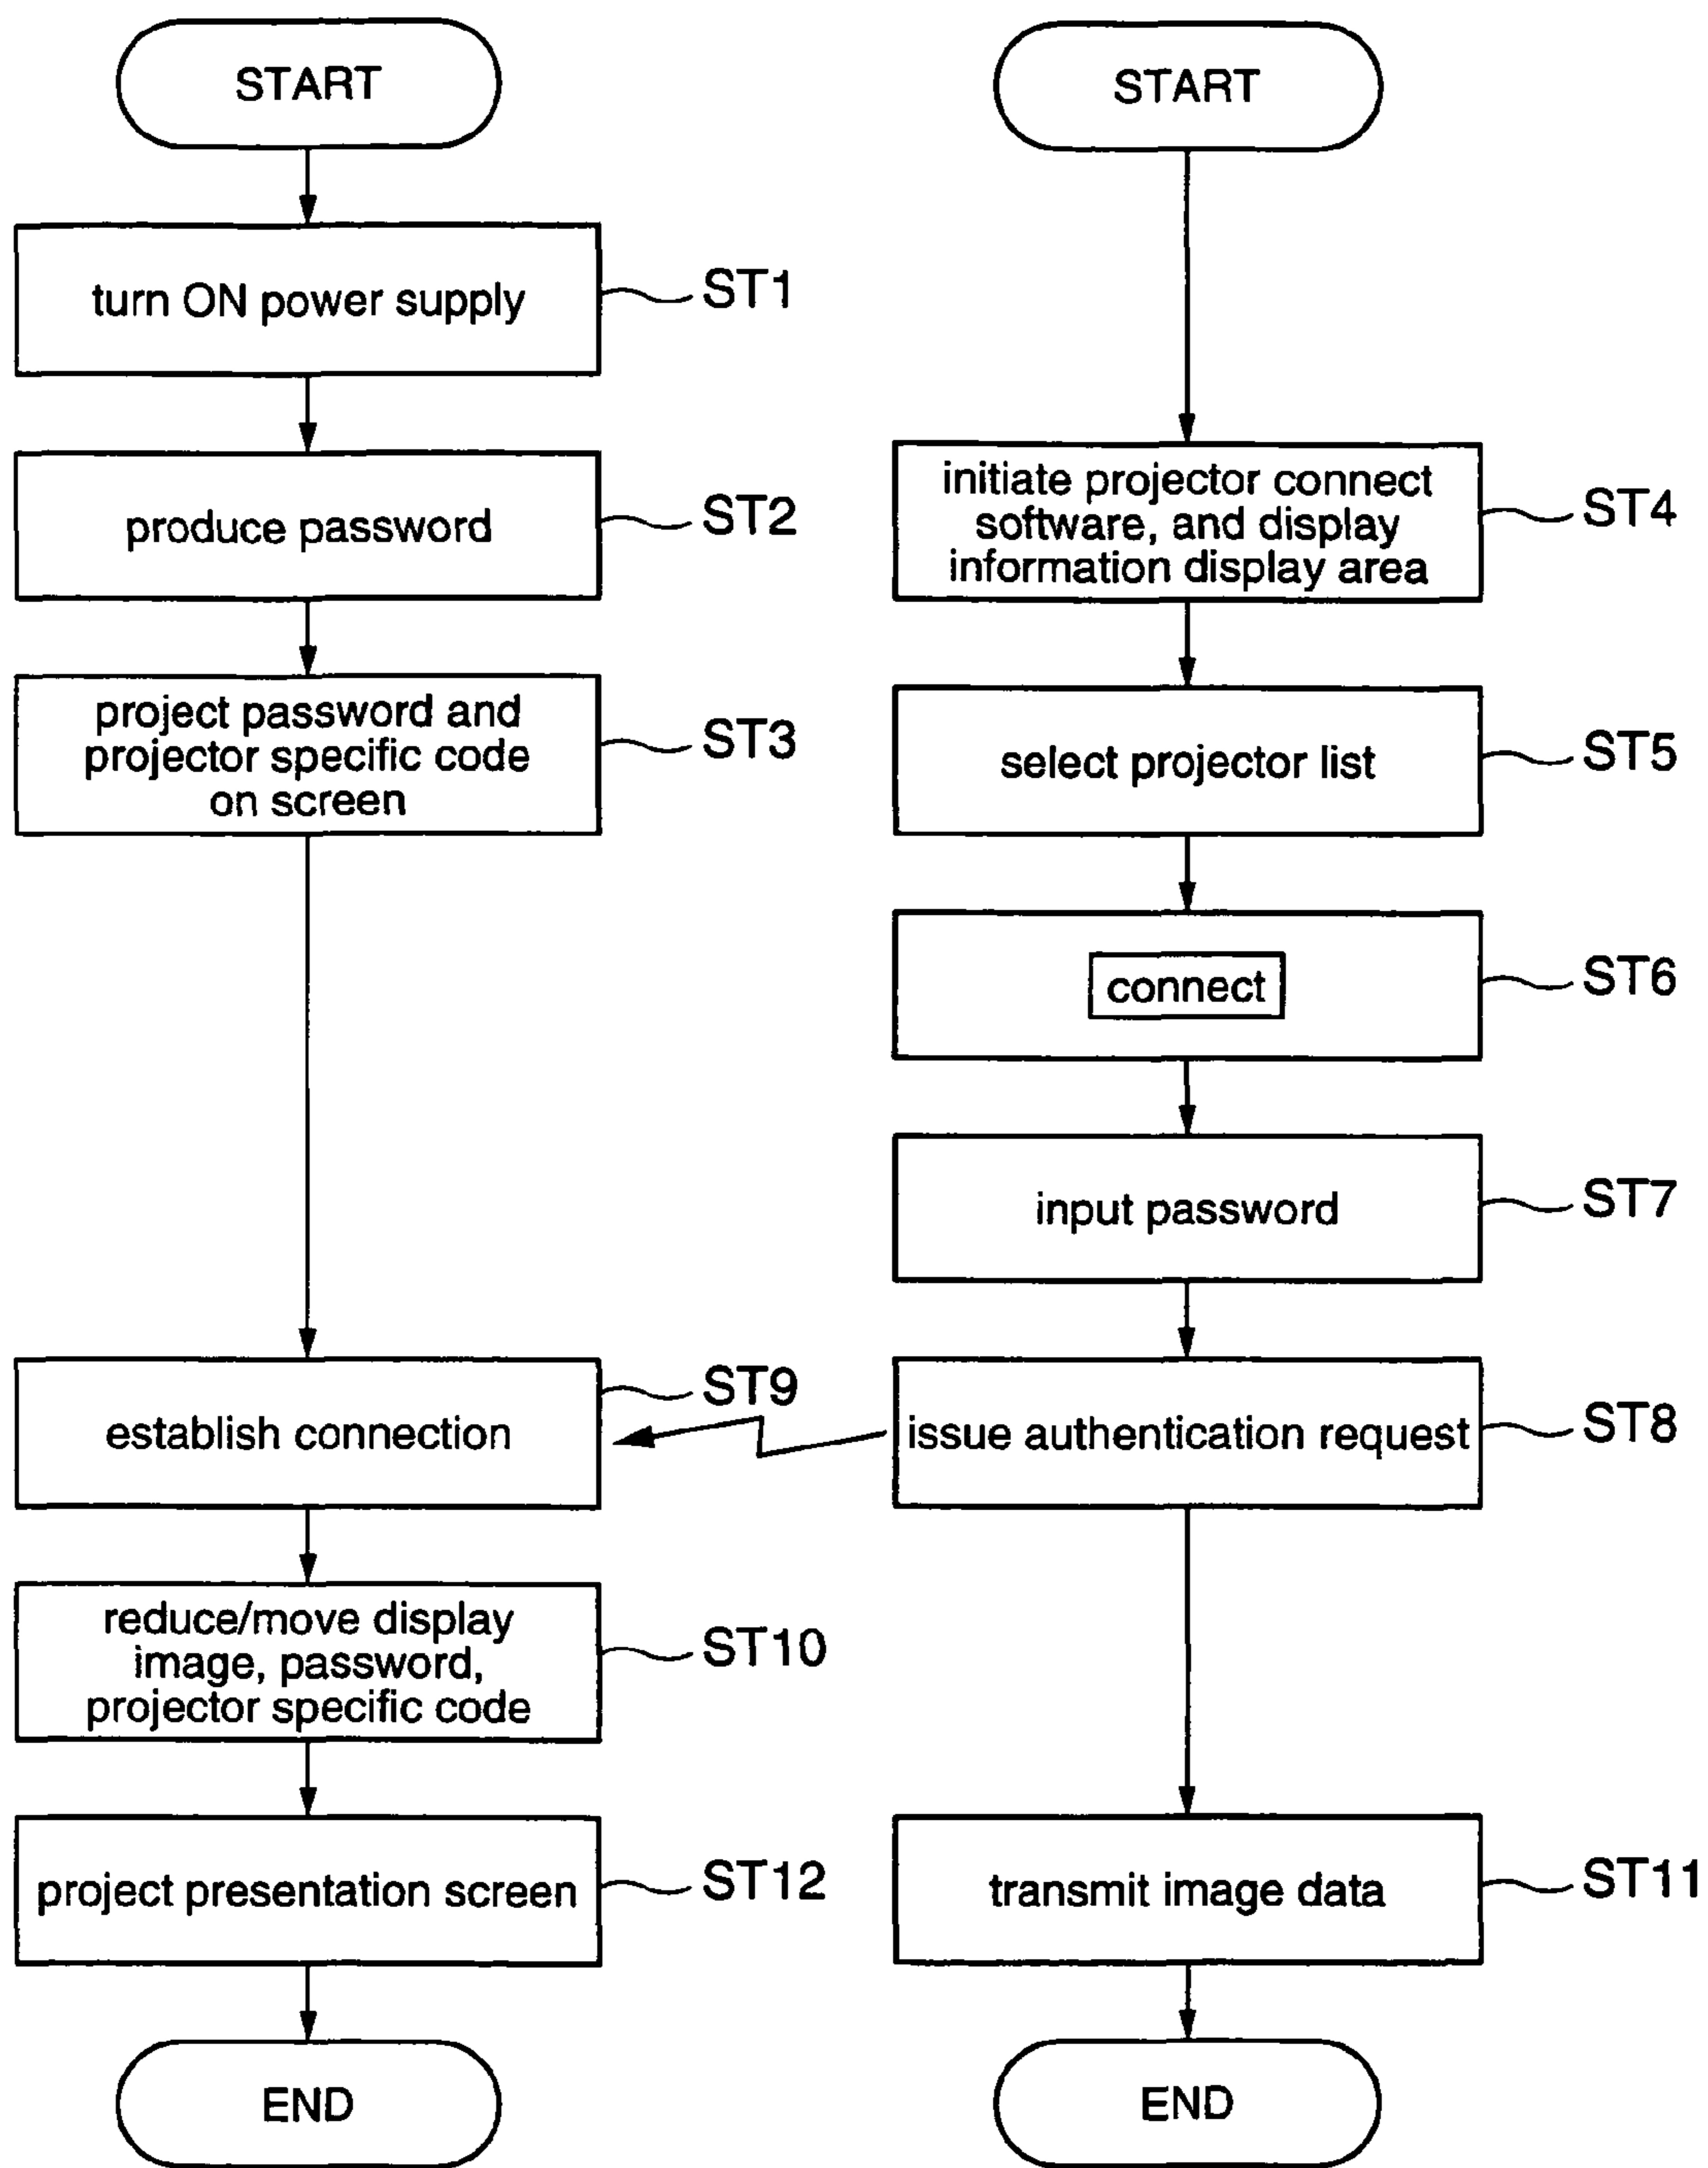 START
turn ON power supply
ST1
produce password
ST2
project password and
projector specific code
on screen
ST3
establish connection
ST9
reduce/move display
image, password,
projector specific code
ST10
project presentation screen
ST12
END
START
initiate projector connect
software, and display
information display area
ST4
select projector list
ST5
connect
ST6
input password
ST7
issue authentication request
ST8
transmit image data
ST11
END